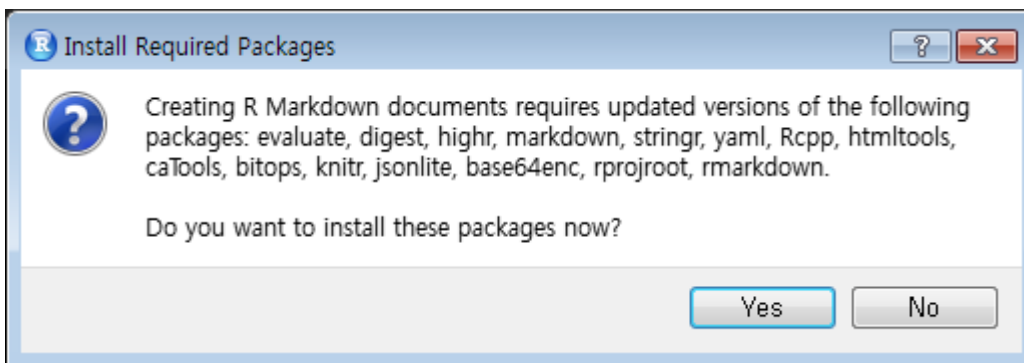 R Install Required Packages
?
Creating R Markdown documents requires updated versions of the following
packages: evaluate, digest, highr, markdown, stringr, yaml, Rcpp, htmltools,
caTools, bitops, knitr, jsonlite, base64enc, rprojroot, rmarkdown.
Do you want to install these packages now?
Yes
No